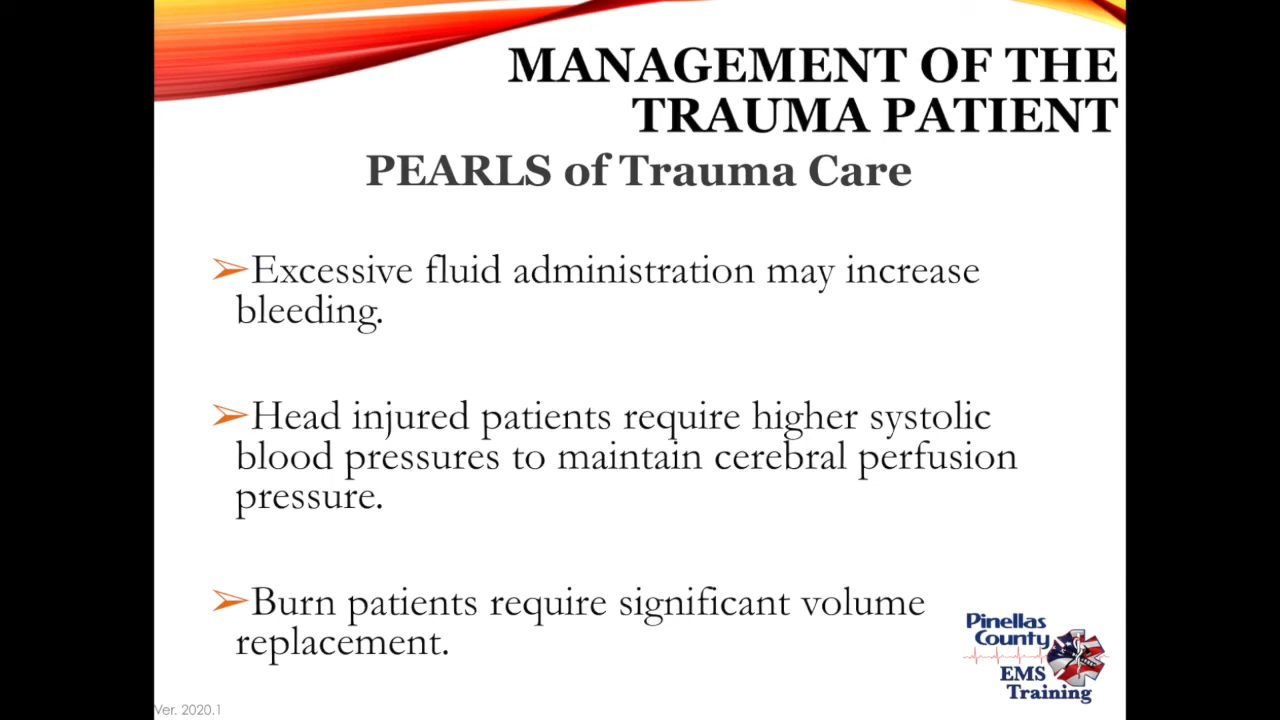 MANAGEMENT OF THE
TRAUMA PATIENT
PEARLS of Trauma Care
➢Excessive fluid administration may increase
bleeding.
➢Head injured patients require higher systolic
blood pressures to maintain cerebral perfusion
pressure.
➢Burn patients require significant volume
replacement.
Pinellas
County
EMS
Training
Ver. 2020.1